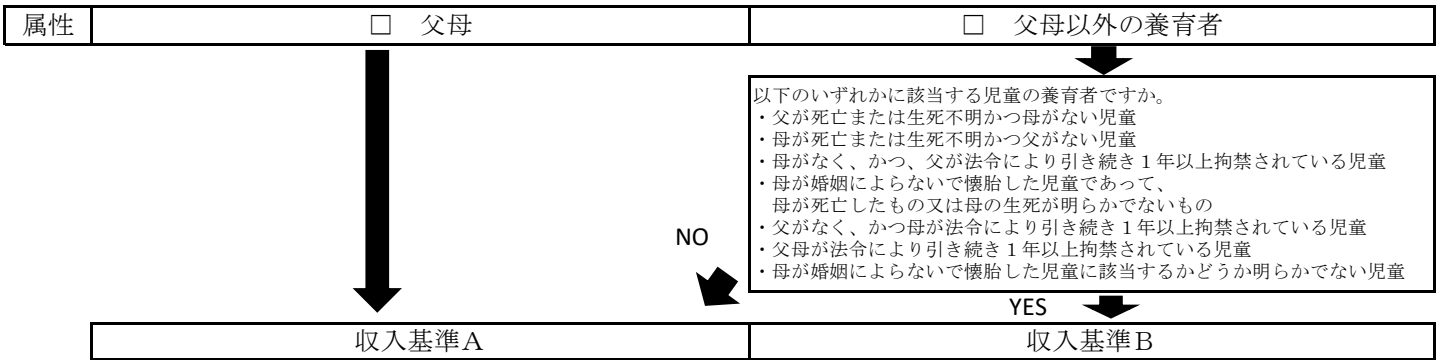 属性 □ 父母 □ 父母以外の養育者
以下のいずれかに該当する児童の養育者ですか。
・父が死亡または生死不明かつ母がない児童
・母が死亡または生死不明かつ父がない児童
・母がなく、かつ、父が法令により引き続き１年以上拘禁されている児童
・母が婚姻によらないで懐胎した児童であって、
母が死亡したもの又は母の生死が明らかでないもの
・父がなく、かつ母が法令により引き続き１年以上拘禁されている児童
・父母が法令により引き続き１年以上拘禁されている児童
・母が婚姻によらないで懐胎した児童に該当するかどうか明らかでない児童
NO
YES
収入基準Ａ 収入基準Ｂ